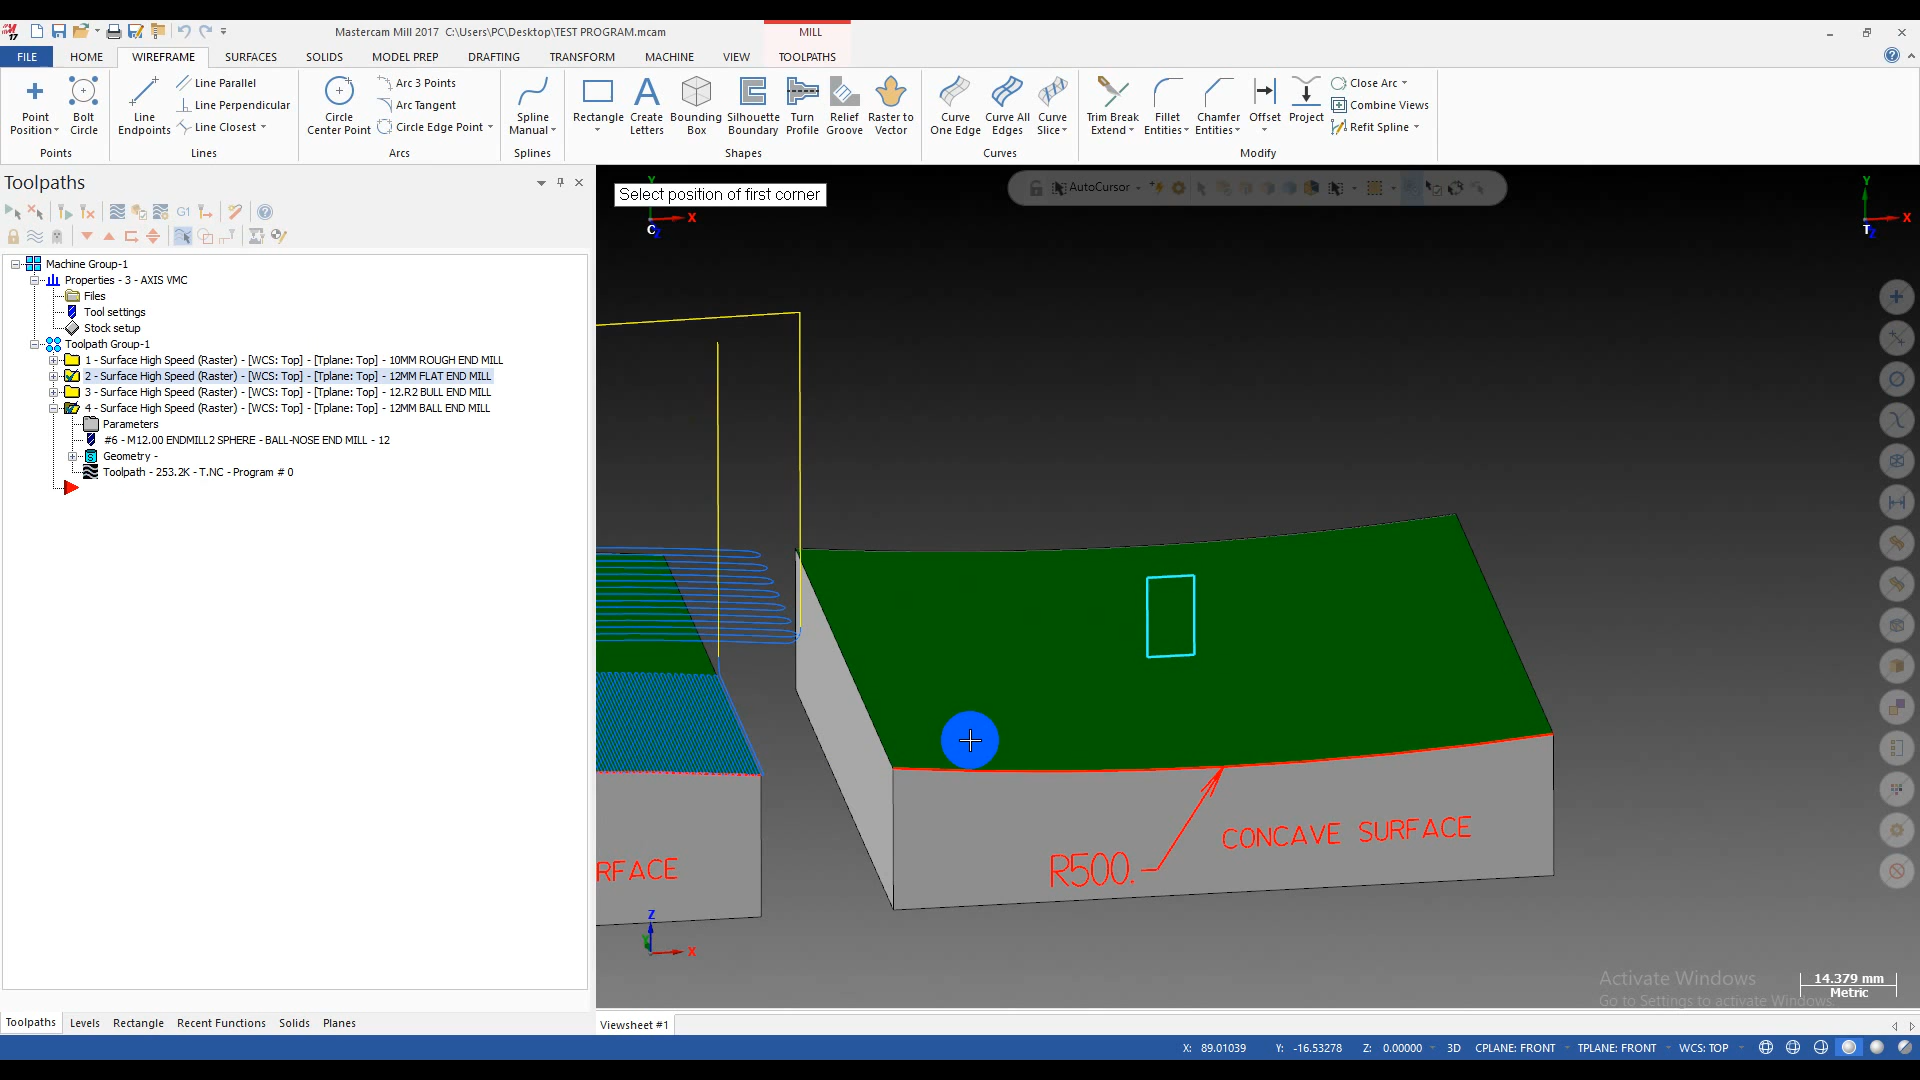 Mastercam Mill 2017 C:\Users\PC\Desktop\TEST PROGRAM.mcam
MILL
FILE HOME WIREFRAME SURFACES SOLIDS MODEL PREP DRAFTING TRANSFORM MACHINE VIEW TOOLPATHS
Point Position
Bolt Circle
Points
Line Endpoints
Line Parallel
Line Perpendicular
Line Closest
Lines
Circle Center Point
Arc 3 Points
Arc Tangent
Circle Edge Point
Arcs
Spline Manual
Splines
Rectangle
Create Letters
Bounding Box
Silhouette Boundary
Turn Profile
Relief Groove
Raster to Vector
Shapes
Curve One Edge
Curve All Edges
Curve Slice
Curves
Trim Break Extend
Fillet Entities
Chamfer Entities
Offset
Project
Close Arc
Combine Views
Refit Spline
Modify
Toolpaths
G1
Machine Group-1
Properties - 3 - AXIS VMC
Files
Tool settings
Stock setup
Toolpath Group-1
1 - Surface High Speed (Raster) - [WCS: Top] - [Tplane: Top] - 10MM ROUGH END MILL
2 - Surface High Speed (Raster) - [WCS: Top] - [Tplane: Top] - 12MM FLAT END MILL
3 - Surface High Speed (Raster) - [WCS: Top] - [Tplane: Top] - 12.R2 BULL END MILL
4 - Surface High Speed (Raster) - [WCS: Top] - [Tplane: Top] - 12MM BALL END MILL
Parameters
#6 - M12.00 ENDMILL2 SPHERE - BALL-NOSE END MILL - 12
Geometry -
Toolpath - 253.2K - T.NC - Program # 0
Select position of first corner
AutoCursor
Y
X
C
Z
Y
X
T
Z
RFACE
R500.
CONCAVE SURFACE
Z
Y
X
Activate Windows
Go to Settings to activate Windows.
14.379 mm
Metric
Toolpaths Levels Rectangle Recent Functions Solids Planes
Viewsheet #1
X: 89.01039 Y: -16.53278 Z: 0.00000 3D CPLANE: FRONT TPLANE: FRONT WCS: TOP